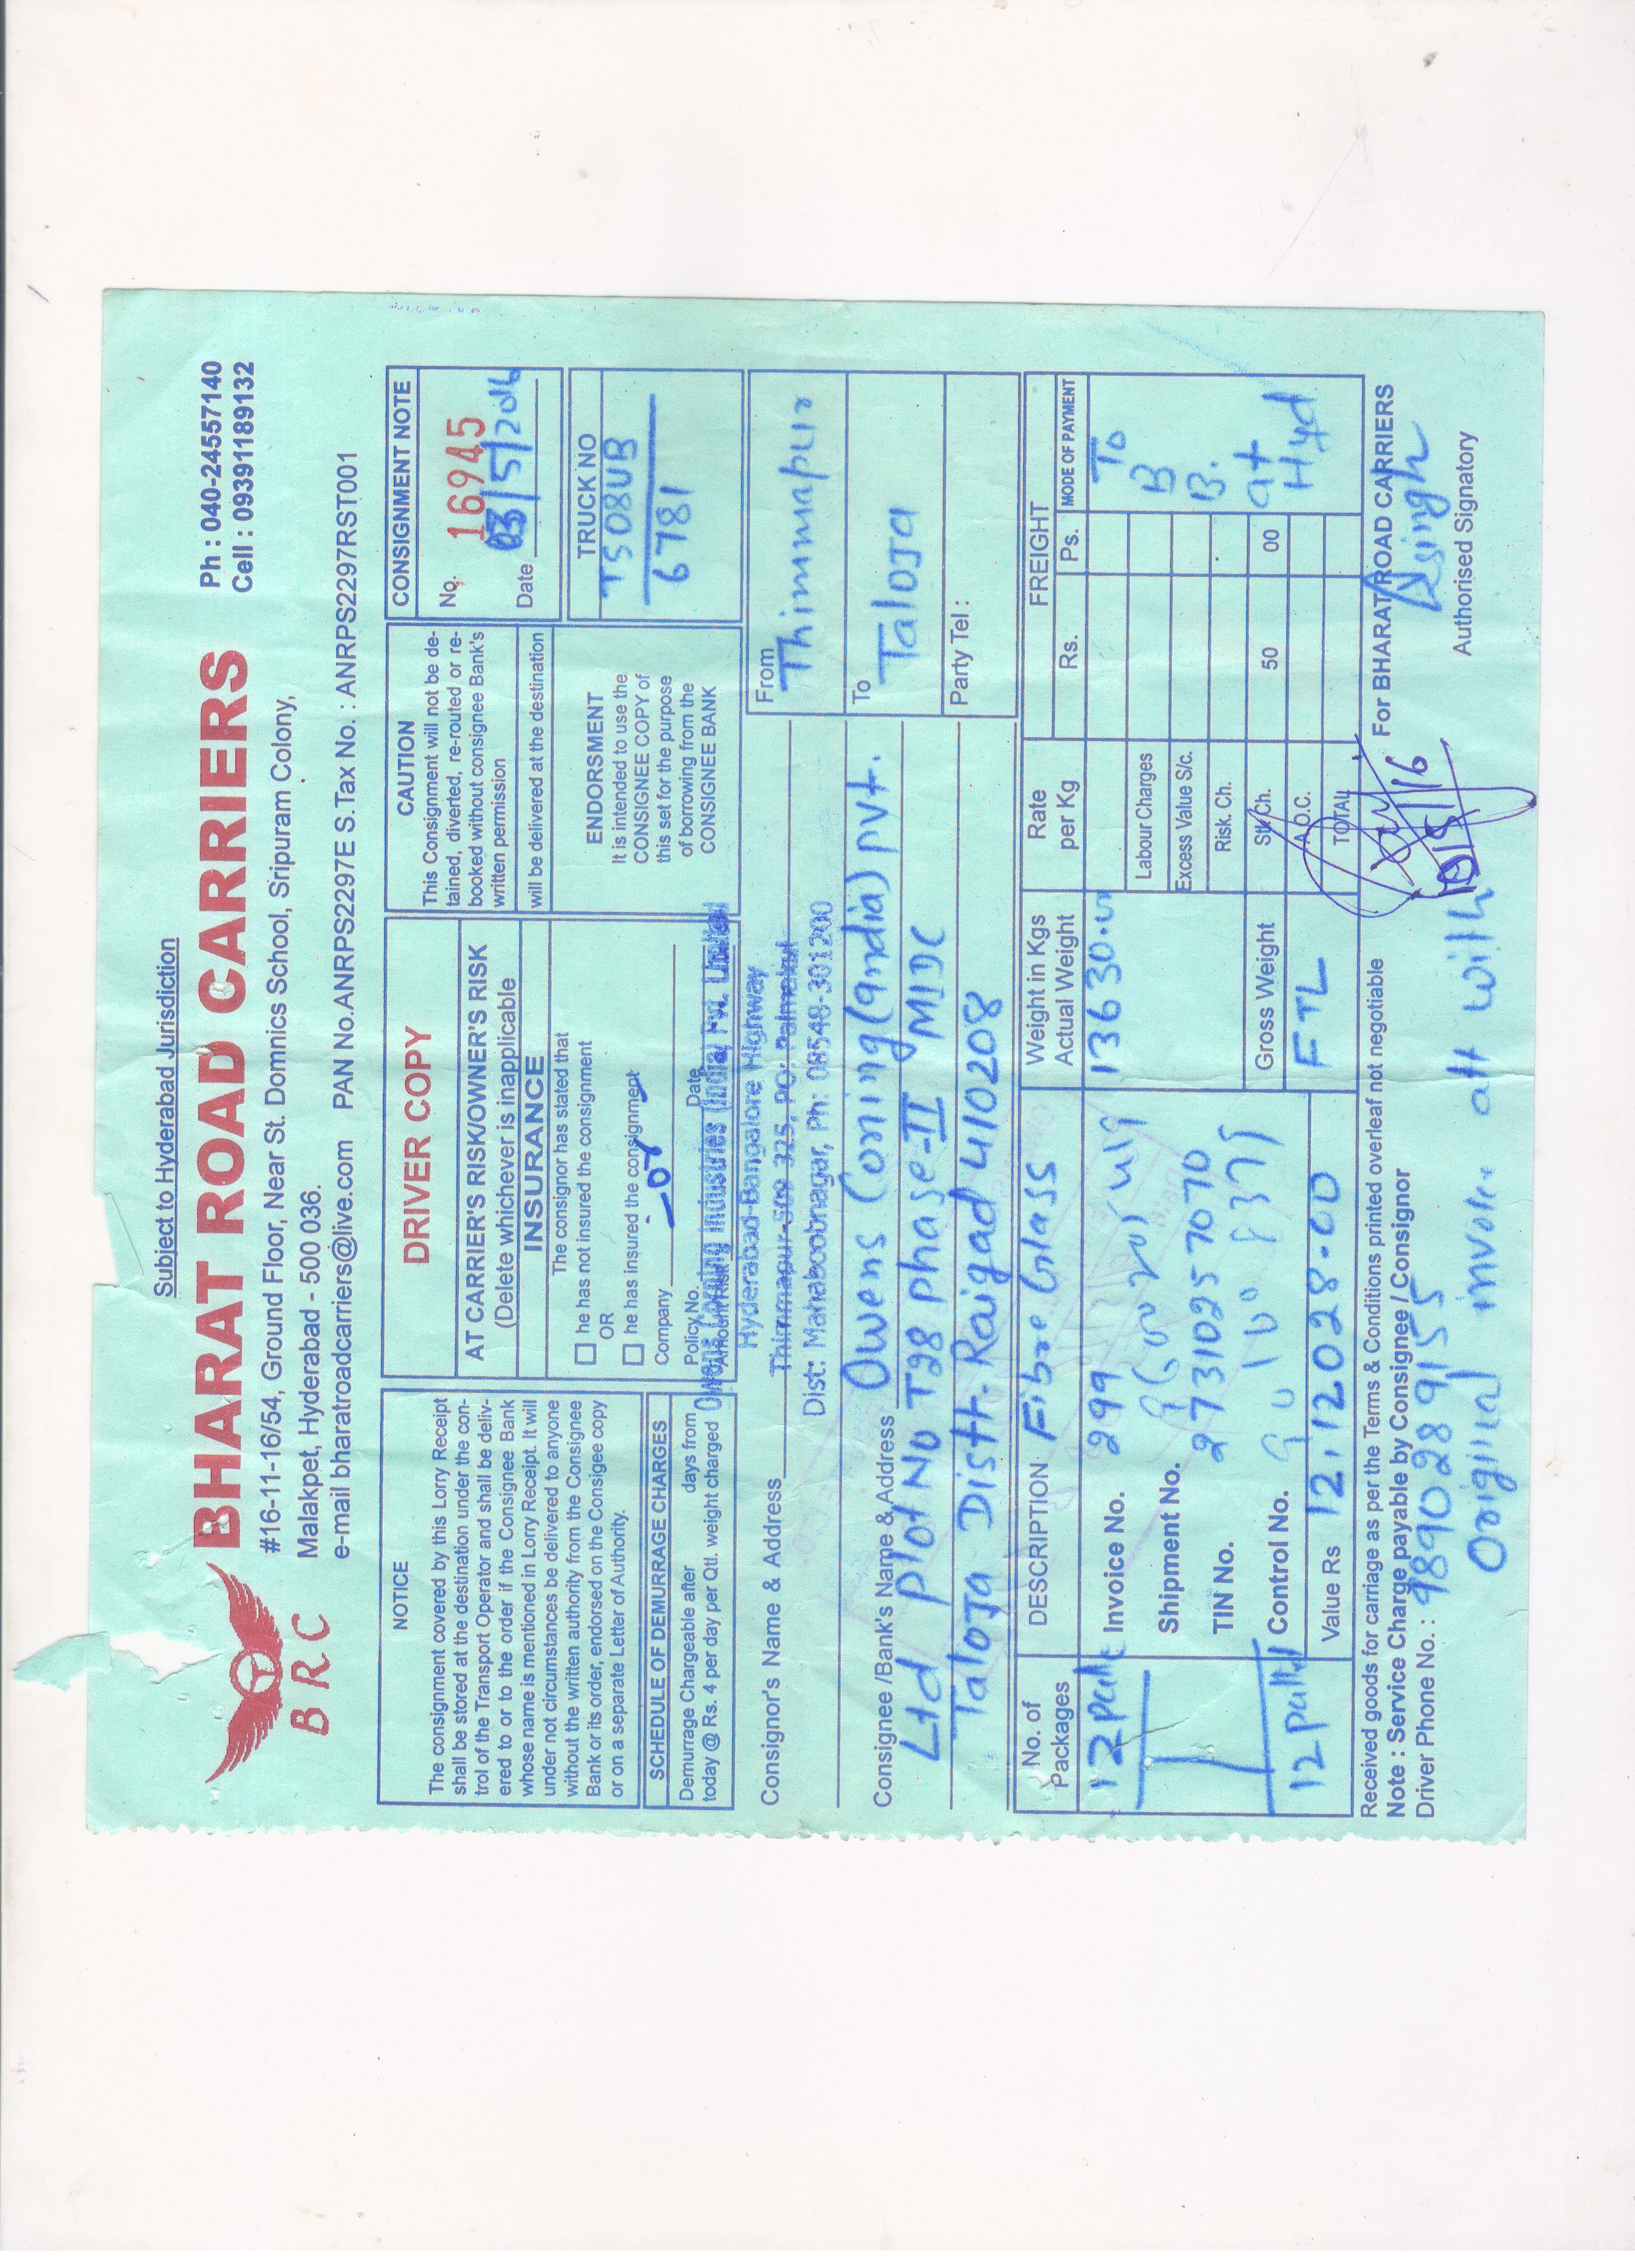 Subject to Hyderabad Jurisdiction
BHARAT ROAD CARRIERS
Ph : 040-24557140
Cell : 09391189132
B R C
#16-11-16/54, Ground Floor, Near St. Domnics School, Sripuram Colony,
Malakpet, Hyderabad - 500 036.
e-mail bharatroadcarriers@live.com PAN No.ANRPS2297E S.Tax No. : ANRPS2297RST001
NOTICE
The consignment covered by this Lorry Receipt
shall be stored at the destination under the con-
trol of the Transport Operator and shall be deliv-
ered to or to the order if the Consignee Bank
whose name is mentioned in Lorry Receipt. It will
under not circumstances be delivered to anyone
without the written authority from the Consignee
Bank or its order, endorsed on the Consigee copy
or on a separate Letter of Authority.
SCHEDULE OF DEMURRAGE CHARGES
Demurrage Chargeable after days from
today @ Rs. 4 per day per Qtl. weight charged
DRIVER COPY
AT CARRIER'S RISK/OWNER'S RISK
(Delete whichever is inapplicable
INSURANCE
The consignor has stated that
he has not insured the consignment
OR
he has insured the consignment
Company
Policy No. Date
Amount Risk
CAUTION
This Consignment will not be de-
tained, diverted, re-routed or re-
booked without consignee Bank's
written permission
will be delivered at the destination
ENDORSMENT
It is intended to use the
CONSIGNEE COPY of
this set for the purpose
of borrowing from the
CONSIGNEE BANK
CONSIGNMENT NOTE
No. 16945
Date 03/5/2016
TRUCK NO
TS08UB
6781
Owens Corning Industries (India) Pvt. Limited
Hyderabad-Bangalore Highway
Consignor's Name & Address Thimmapur-509 325, PO: Palmakul
Dist: Mahaboobnagar, Ph: 08548-301200
From
Thimmapur
To
Taloja
Party Tel :
Consignee /Bank's Name & Address Owens Corning (India) Pvt.
Ltd Plot No T28 phase-II MIDC
Taloja Distt. Raigad 410208
No. of
Packages
DESCRIPTION Fibre Glass
Weight in Kgs
Actual Weight
Rate
per Kg
FREIGHT
Rs. Ps. MODE OF PAYMENT
12 Pallt
Invoice No. 299
13630.00
Shipment No.
TIN No. 27310257070
Control No.
12 Pallet
Value Rs 12,12028.00
Gross Weight
FTL
Labour Charges
Excess Value S/c.
Risk. Ch.
St. Ch. 50 00
A.O.C.
TOTAL
To
B
B.
at
Hyd
Received goods for carriage as per the Terms & Conditions printed overleaf not negotiable
Note : Service Charge payable by Consignee / Consignor
Driver Phone No. : 9890289155
Original invoice att with
10/5/16
For BHARAT ROAD CARRIERS
Asingh
Authorised Signatory